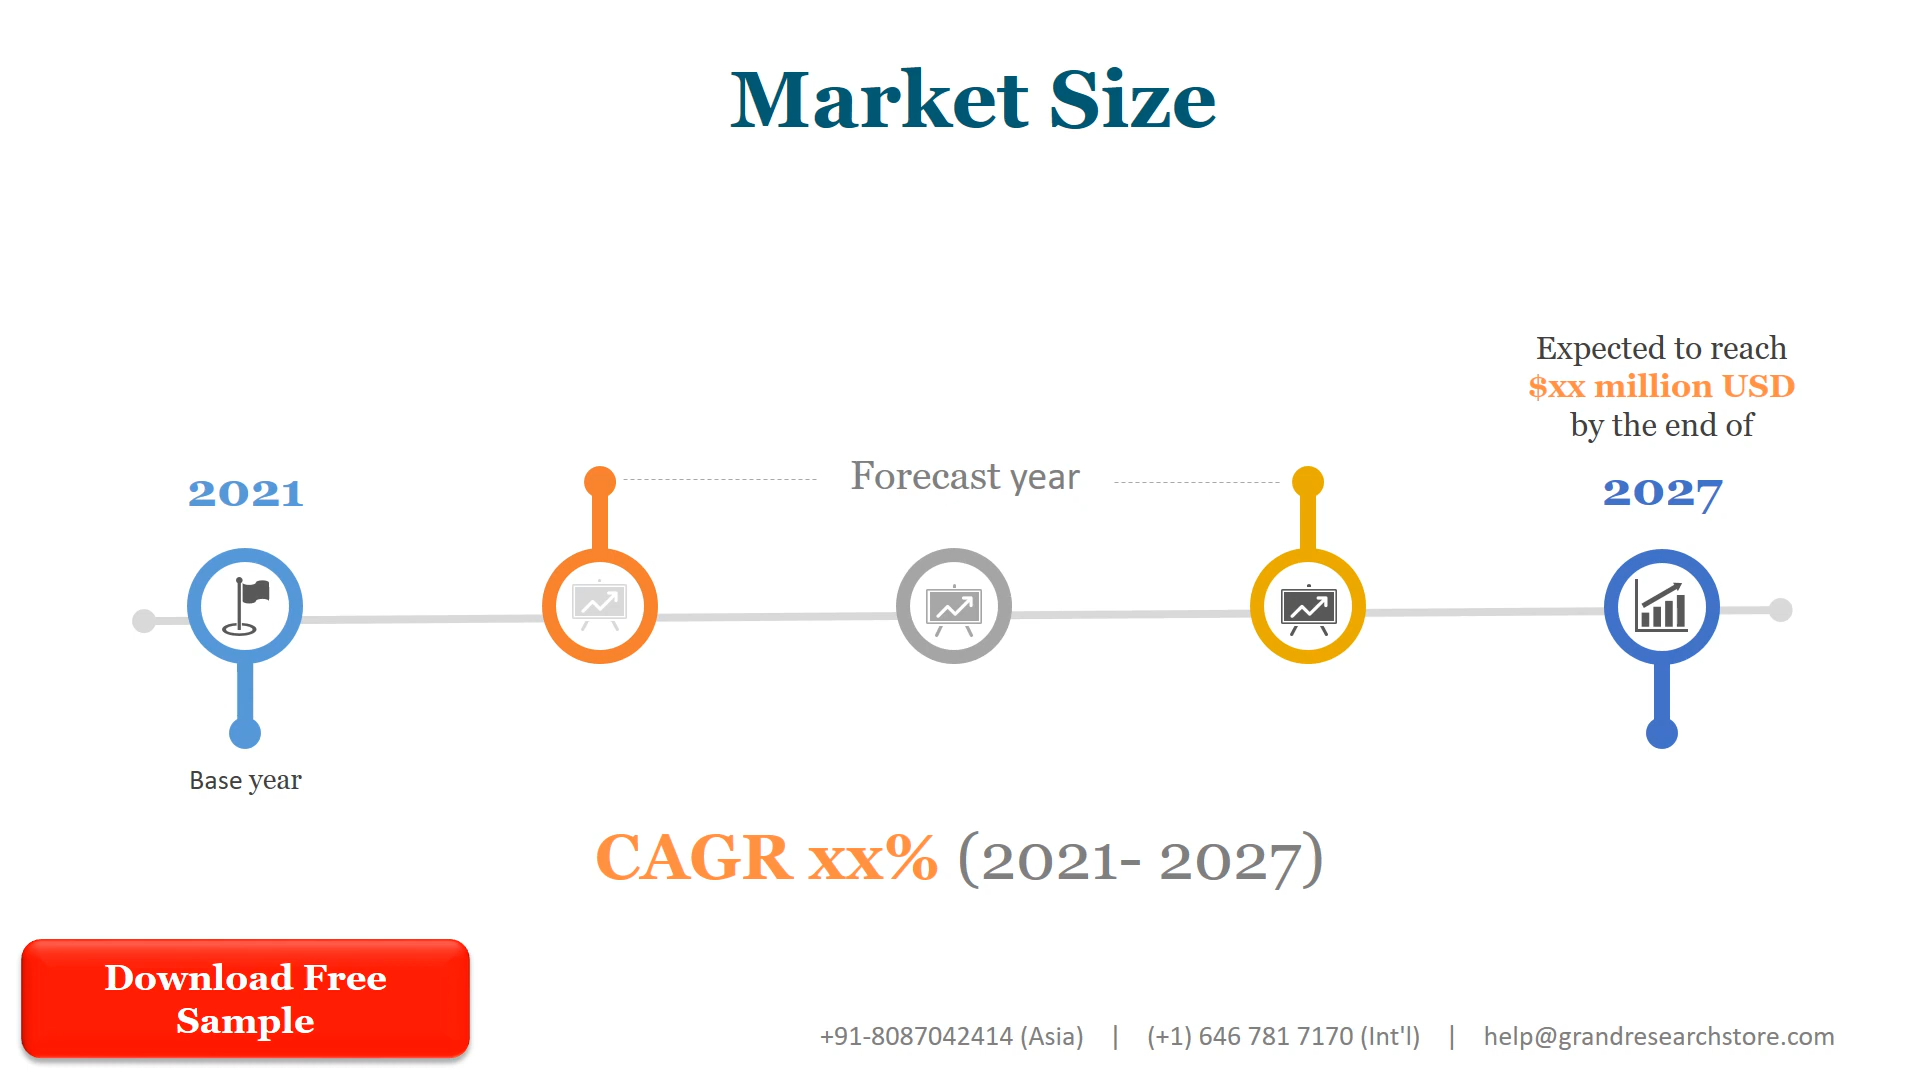 Market Size
Expected to reach
$xx million USD
by the end of
2021
Forecast year
2027
Base year
CAGR xx% (2021- 2027)
Download Free
Sample
+91-8087042414 (Asia) | (+1) 646 781 7170 (Int'l) | help@grandresearchstore.com